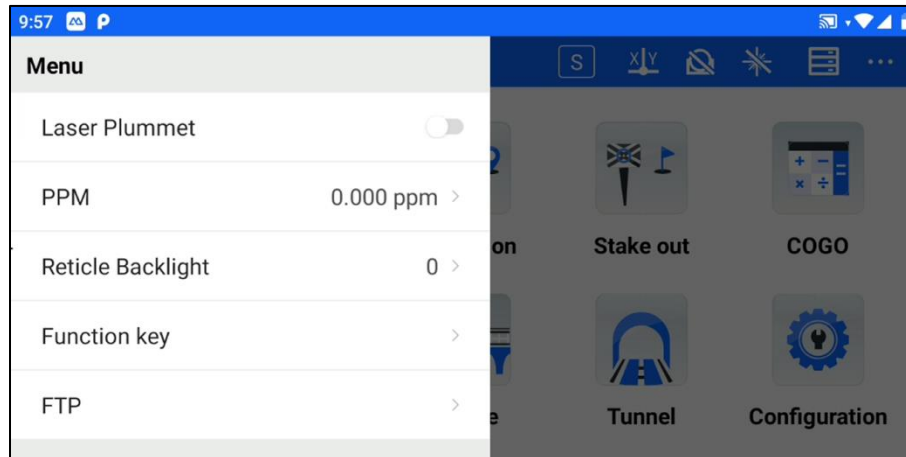 9:57
Menu
S X Y ...
Laser Plummet
PPM 0.000 ppm >
Reticle Backlight 0 >
Function key >
FTP >
on Stake out COGO
e Tunnel Configuration